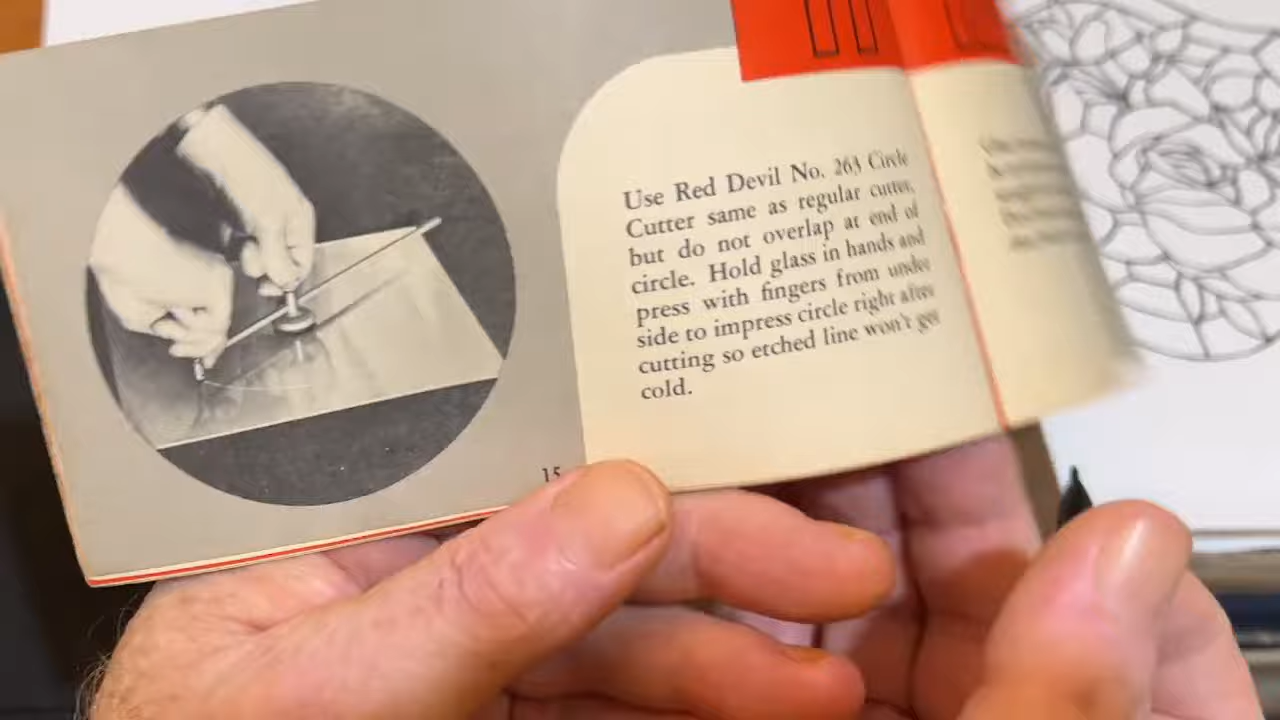 Use Red Devil No. 263 Circle
Cutter same as regular cutter,
but do not overlap at end of
circle. Hold glass in hands and
press with fingers from under
side to impress circle right after
cutting so etched line won't get
cold.
15